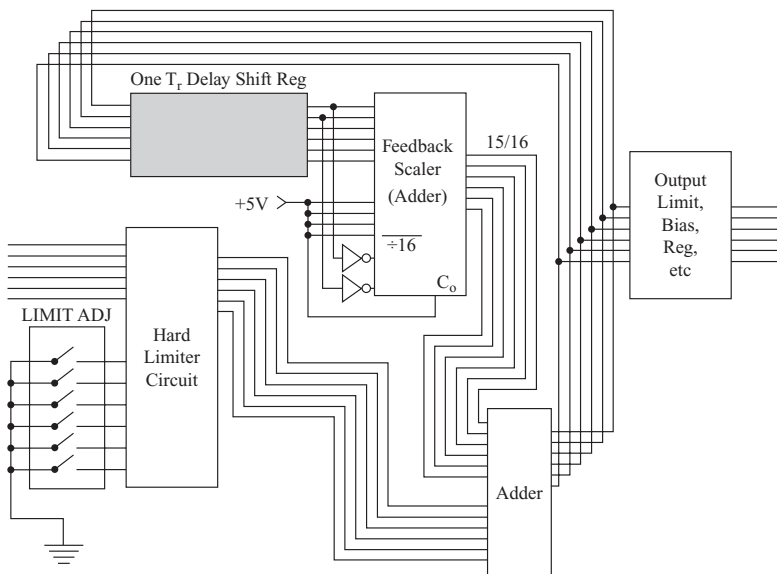 One Tr Delay Shift Reg
15/16
Feedback
Scaler
(Adder)
+5V
÷16
Co
Output
Limit,
Bias,
Reg,
etc
LIMIT ADJ
Hard
Limiter
Circuit
Adder